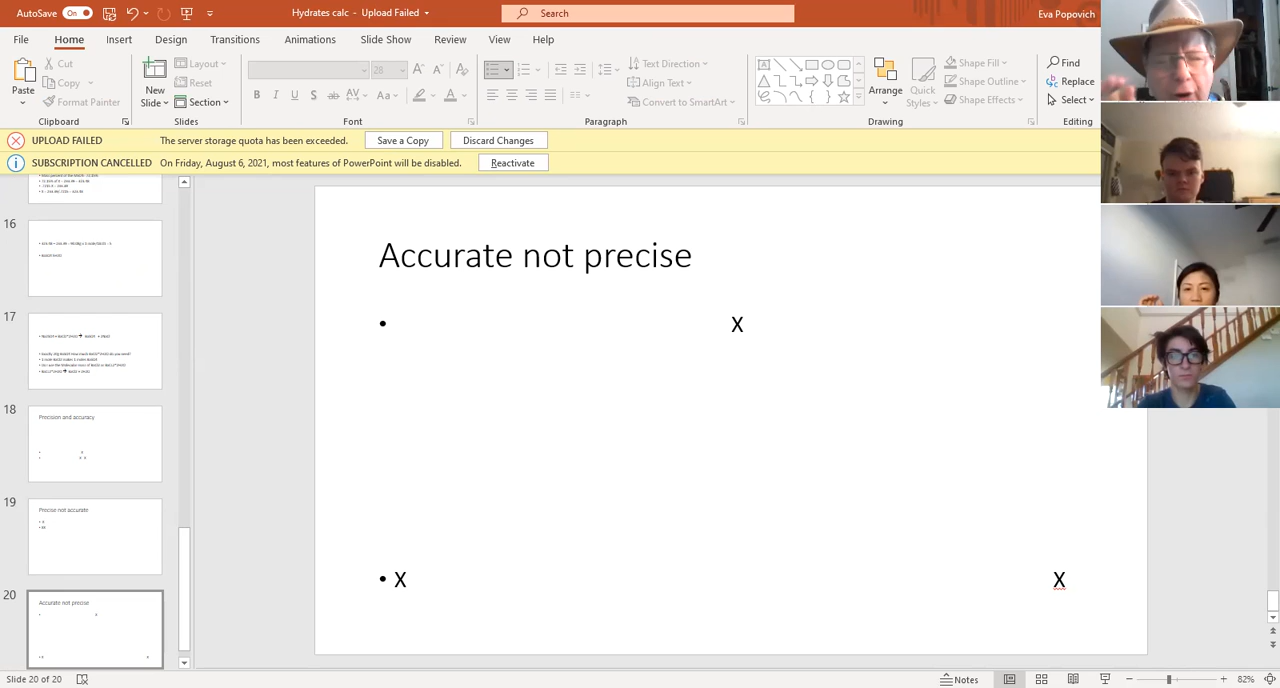 AutoSave On Hydrates calc - Upload Failed Search Eva Popovich
File Home Insert Design Transitions Animations Slide Show Review View Help
Paste Cut Copy Format Painter Clipboard
New Slide Layout Reset Section Slides
28 B I U S ab AV Aa A A A Font
Text Direction Align Text Convert to SmartArt Paragraph
Arrange Quick Styles Shape Fill Shape Outline Shape Effects Drawing
Find Replace Select Editing
UPLOAD FAILED The server storage quota has been exceeded. Save a Copy Discard Changes
SUBSCRIPTION CANCELLED On Friday, August 6, 2021, most features of PowerPoint will be disabled. Reactivate
16
17
18
Precision and accuracy
• X
• X X
19
Precise not accurate
• X
• XX
20
Accurate not precise
• X
• X X
Accurate not precise
• X
• X X
Slide 20 of 20 Notes 82%